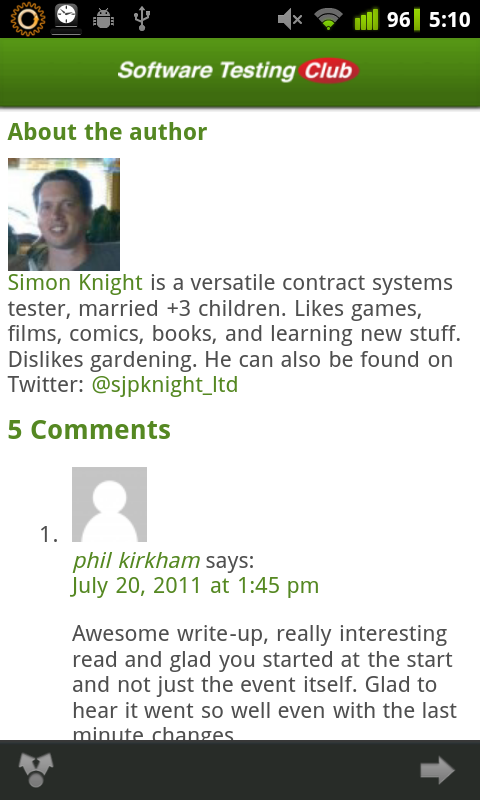 96 5:10
Software Testing Club
About the author
Simon Knight is a versatile contract systems
tester, married +3 children. Likes games,
films, comics, books, and learning new stuff.
Dislikes gardening. He can also be found on
Twitter: @sjpknight_ltd
5 Comments
1.
phil kirkham says:
July 20, 2011 at 1:45 pm
Awesome write-up, really interesting
read and glad you started at the start
and not just the event itself. Glad to
hear it went so well even with the last
minute changes